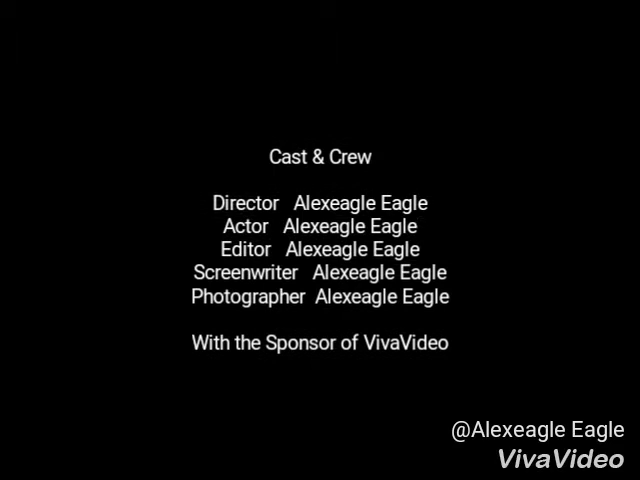 Cast & Crew
Director Alexeagle Eagle
Actor Alexeagle Eagle
Editor Alexeagle Eagle
Screenwriter Alexeagle Eagle
Photographer Alexeagle Eagle
With the Sponsor of VivaVideo
@Alexeagle Eagle
VivaVideo